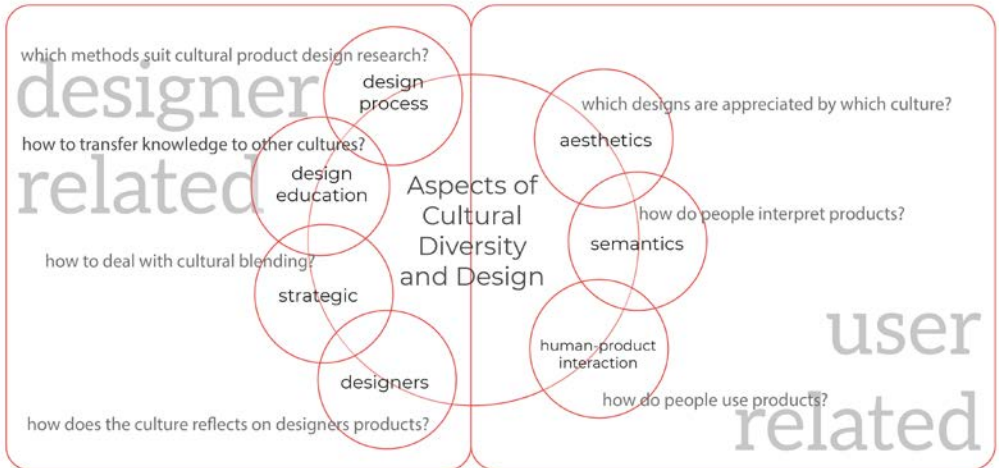 which methods suit cultural product design research?
designer
related
design
process
how to transfer knowledge to other cultures?
design
education
how to deal with cultural blending?
strategic
designers
how does the culture reflects on designers products?
Aspects of
Cultural
Diversity
and Design
which designs are appreciated by which culture?
aesthetics
how do people interpret products?
semantics
human-product
interaction
how do people use products?
user
related